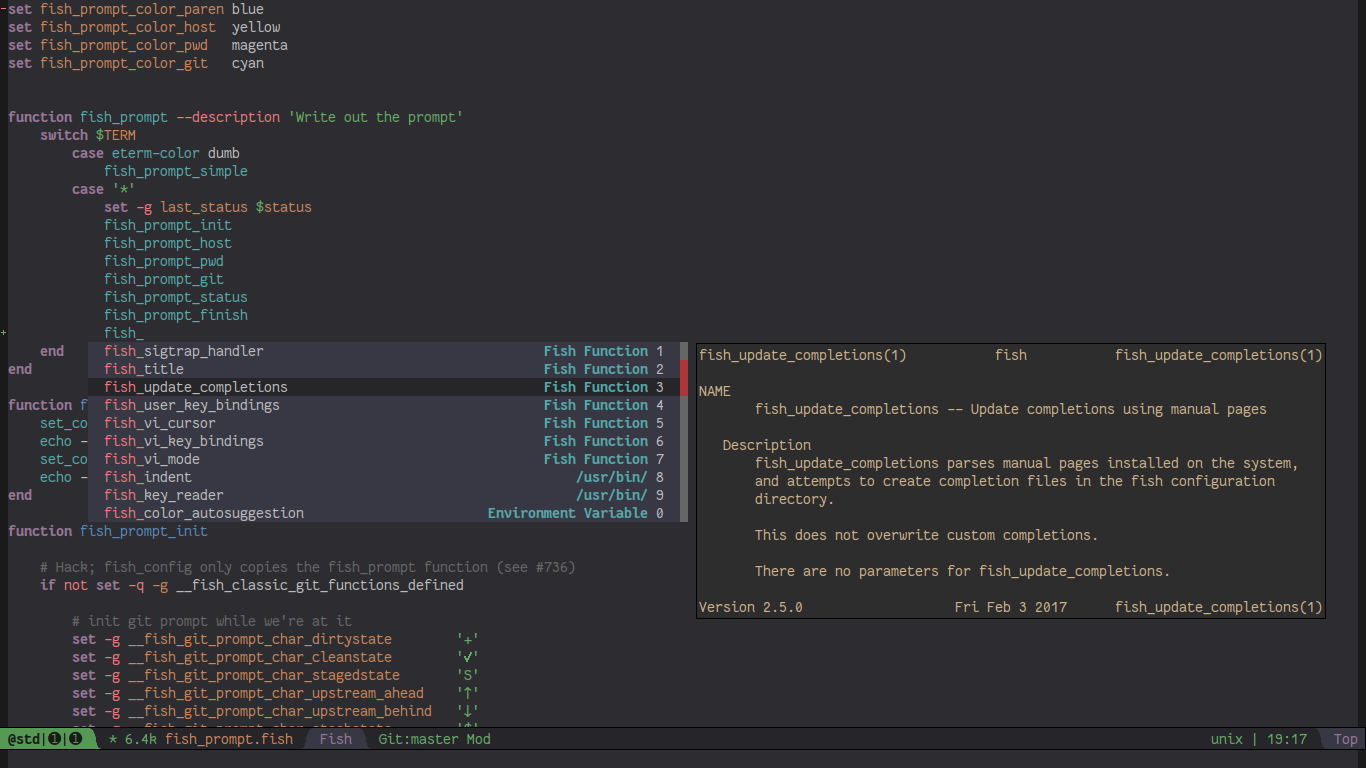 set fish_prompt_color_paren blue
set fish_prompt_color_host  yellow
set fish_prompt_color_pwd   magenta
set fish_prompt_color_git   cyan
function fish_prompt --description 'Write out the prompt'
    switch $TERM
        case eterm-color dumb
            fish_prompt_simple
        case '*'
            set -g last_status $status
            fish_prompt_init
            fish_prompt_host
            fish_prompt_pwd
            fish_prompt_git
            fish_prompt_status
            fish_prompt_finish
+           fish_
    end     fish_sigtrap_handler    Fish Function 1
end         fish_title    Fish Function 2
            fish_update_completions    Fish Function 3
function f  fish_user_key_bindings    Fish Function 4
    set_co  fish_vi_cursor    Fish Function 5
    echo -  fish_vi_key_bindings    Fish Function 6
    set_co  fish_vi_mode    Fish Function 7
    echo -  fish_indent    /usr/bin/ 8
end         fish_key_reader    /usr/bin/ 9
            fish_color_autosuggestion    Environment Variable 0
fish_update_completions(1)           fish           fish_update_completions(1)
NAME
       fish_update_completions -- Update completions using manual pages
   Description
       fish_update_completions parses manual pages installed on the system,
       and attempts to create completion files in the fish configuration
       directory.
       This does not overwrite custom completions.
       There are no parameters for fish_update_completions.
Version 2.5.0                   Fri Feb 3 2017      fish_update_completions(1)
function fish_prompt_init
    # Hack; fish_config only copies the fish_prompt function (see #736)
    if not set -q -g __fish_classic_git_functions_defined
        # init git prompt while we're at it
        set -g __fish_git_prompt_char_dirtystate        '+'
        set -g __fish_git_prompt_char_cleanstate        '✓'
        set -g __fish_git_prompt_char_stagedstate       'S'
        set -g __fish_git_prompt_char_upstream_ahead    '↑'
        set -g __fish_git_prompt_char_upstream_behind   '↓'
@std|❶|❶  * 6.4k fish_prompt.fish   Fish   Git:master Mod    unix | 19:17   Top